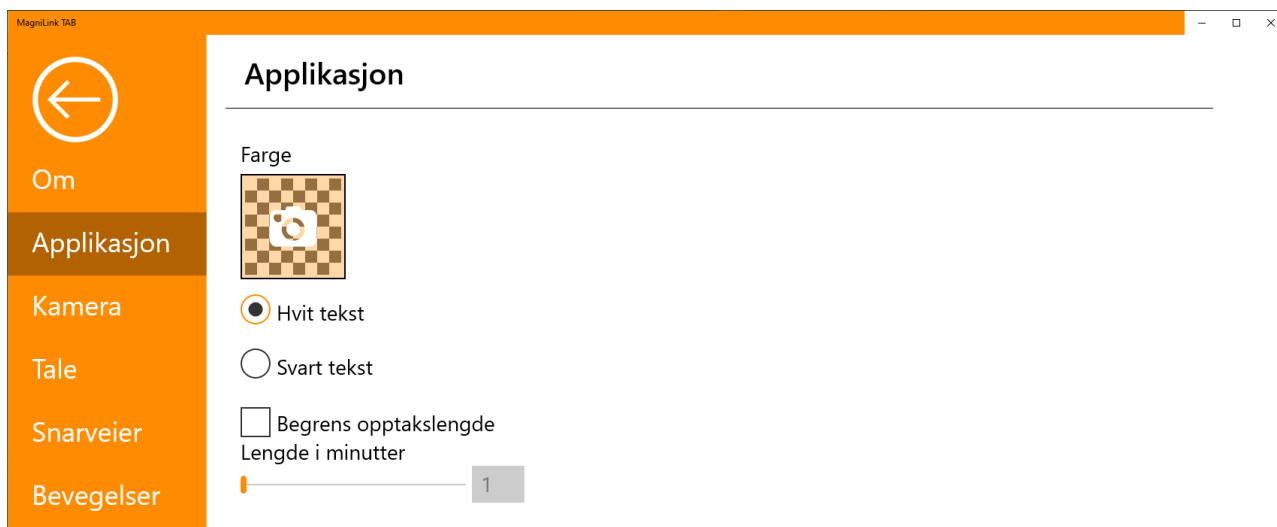 MagniLink TAB
Applikasjon
Om
Applikasjon
Kamera
Tale
Snarveier
Bevegelser
Farge
Hvit tekst
Svart tekst
Begrens opptakslengde
Lengde i minutter
1